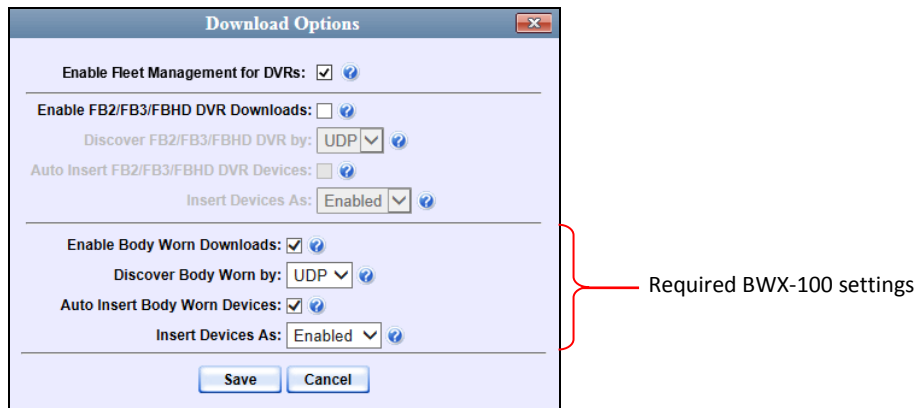 Download Options
Enable Fleet Management for DVRs:
Enable FB2/FB3/FBHD DVR Downloads:
Discover FB2/FB3/FBHD DVR by: UDP
Auto Insert FB2/FB3/FBHD DVR Devices:
Insert Devices As: Enabled
Enable Body Worn Downloads:
Discover Body Worn by: UDP
Auto Insert Body Worn Devices:
Insert Devices As: Enabled
Required BWX-100 settings
Save Cancel